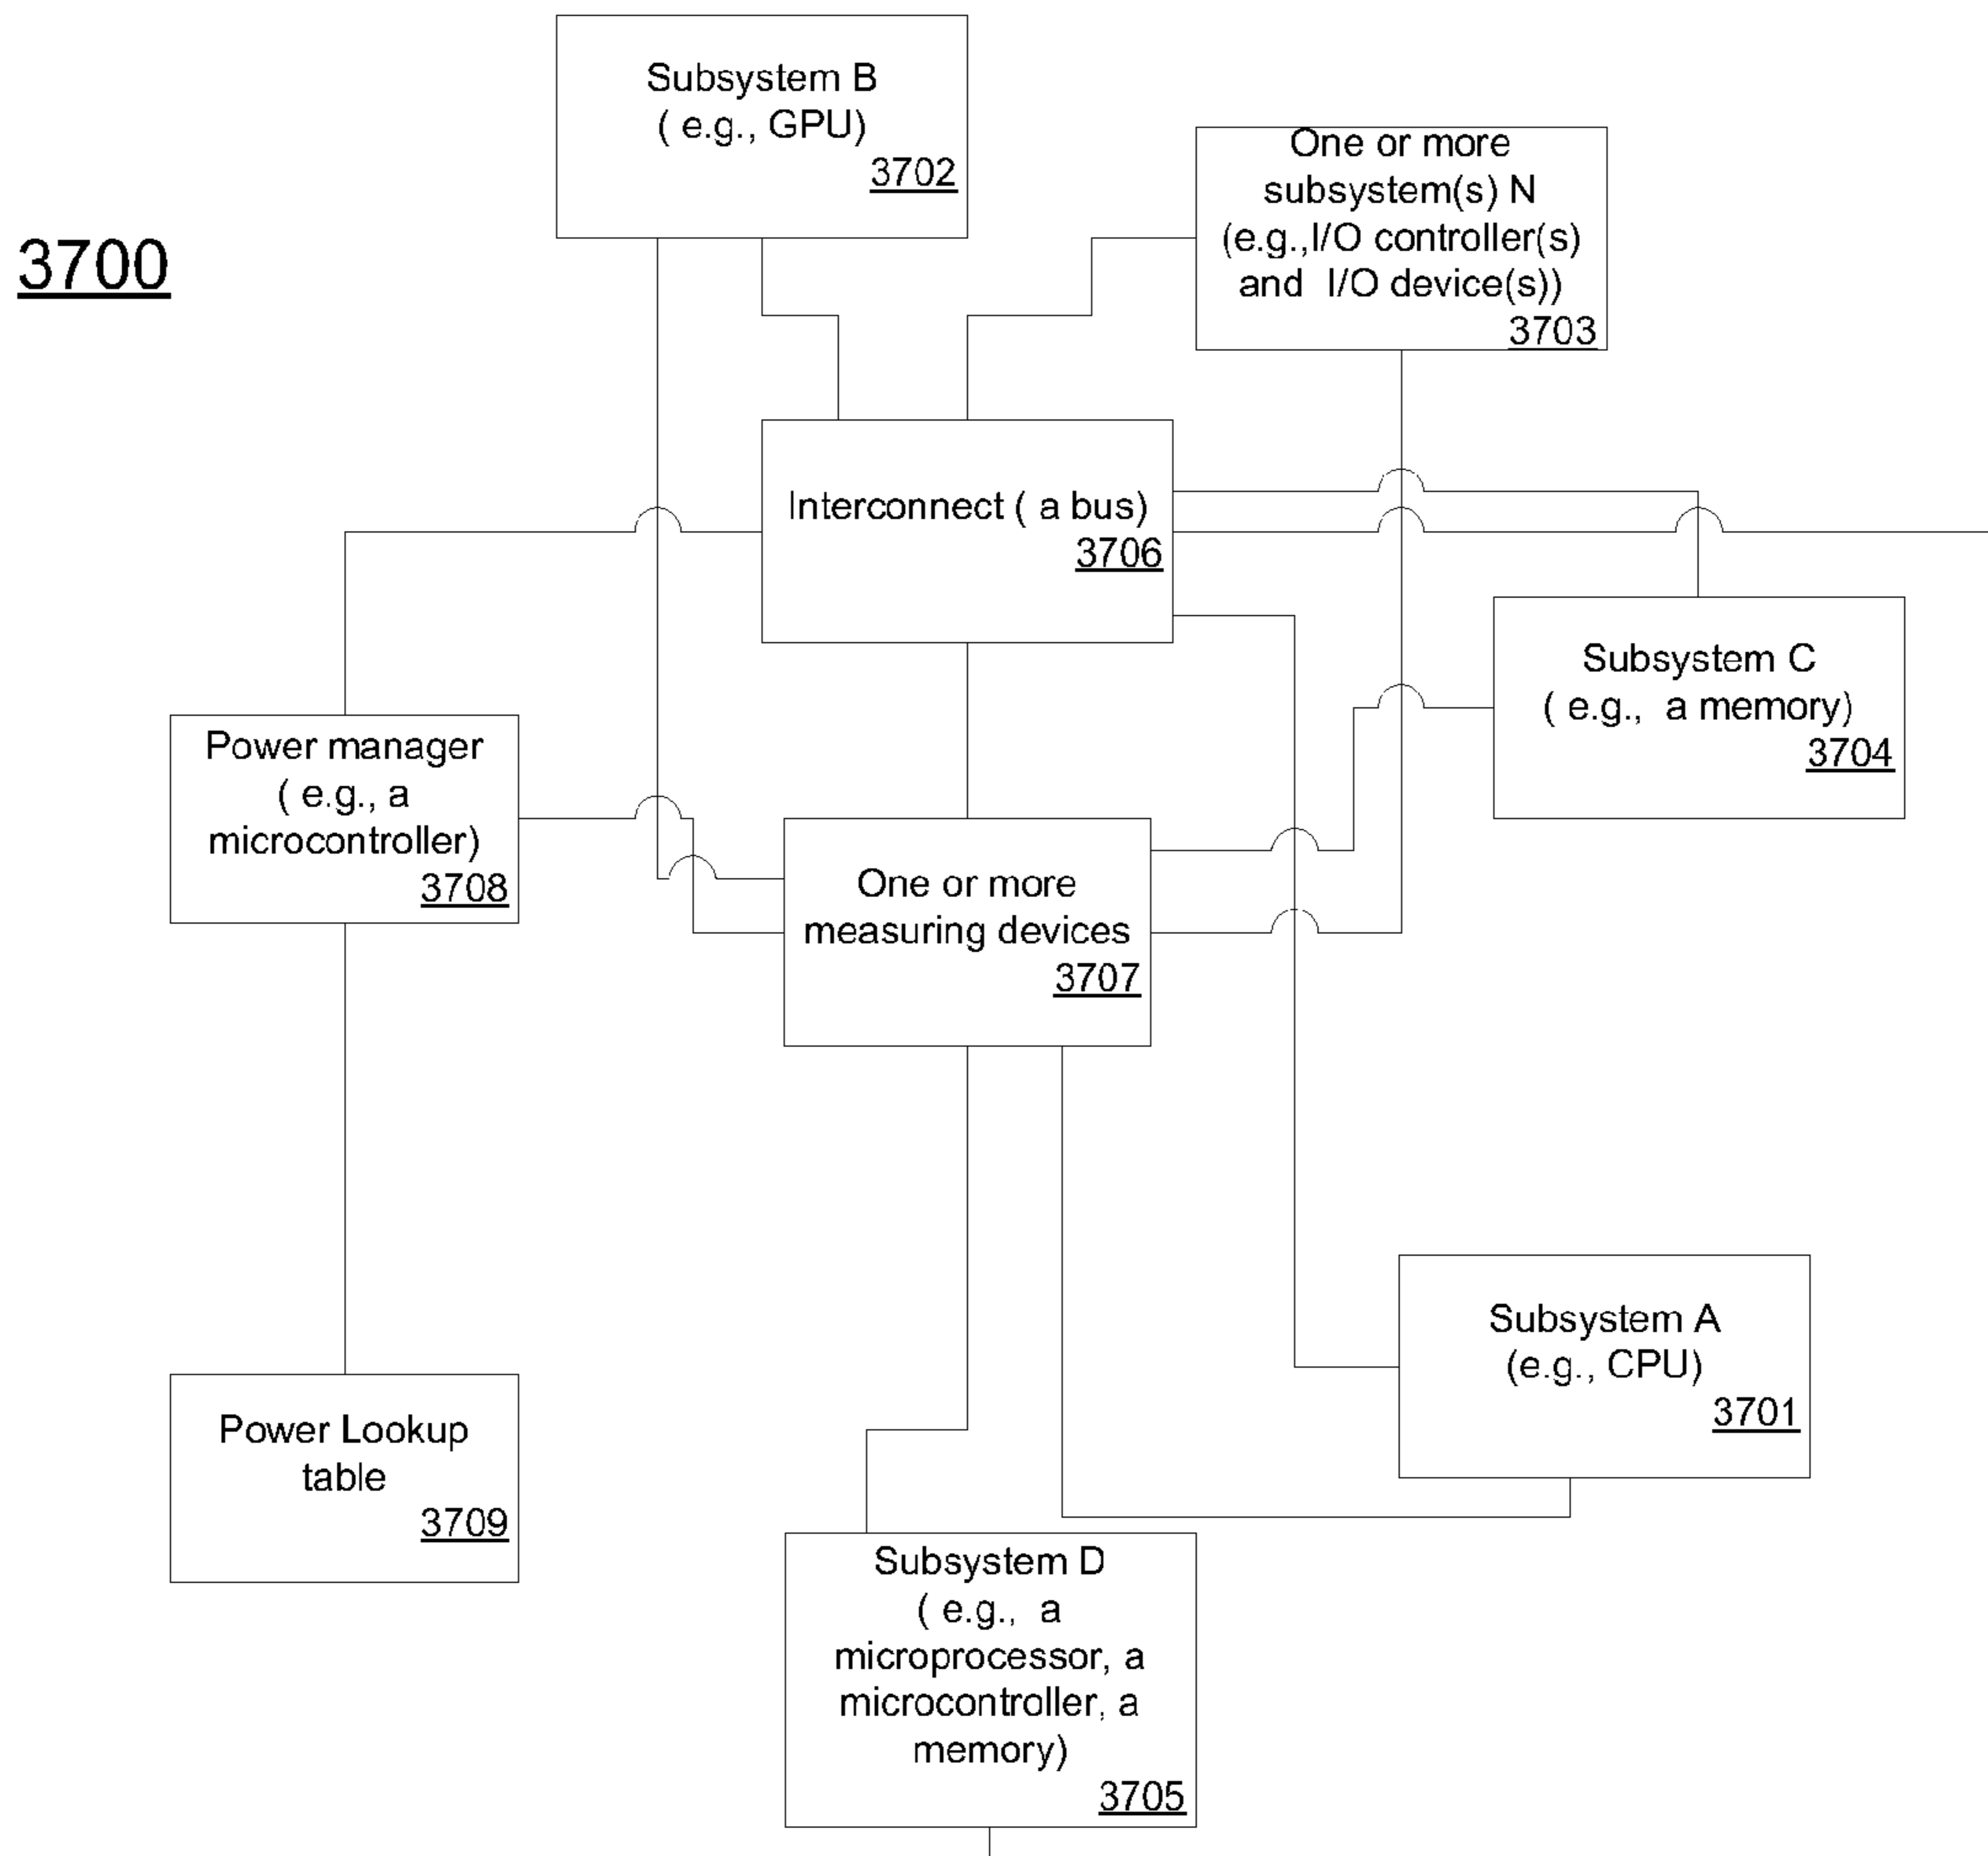 Subsystem B
( e.g., GPU)
3702
One or more
subsystem(s) N
(e.g.,I/O controller(s)
and I/O device(s))
3703
3700
Interconnect ( a bus)
3706
Subsystem C
( e.g., a memory)
3704
Power manager
( e.g., a
microcontroller)
3708
One or more
measuring devices
3707
Subsystem A
(e.g., CPU)
3701
Power Lookup
table
3709
Subsystem D
( e.g., a
microprocessor, a
microcontroller, a
memory)
3705